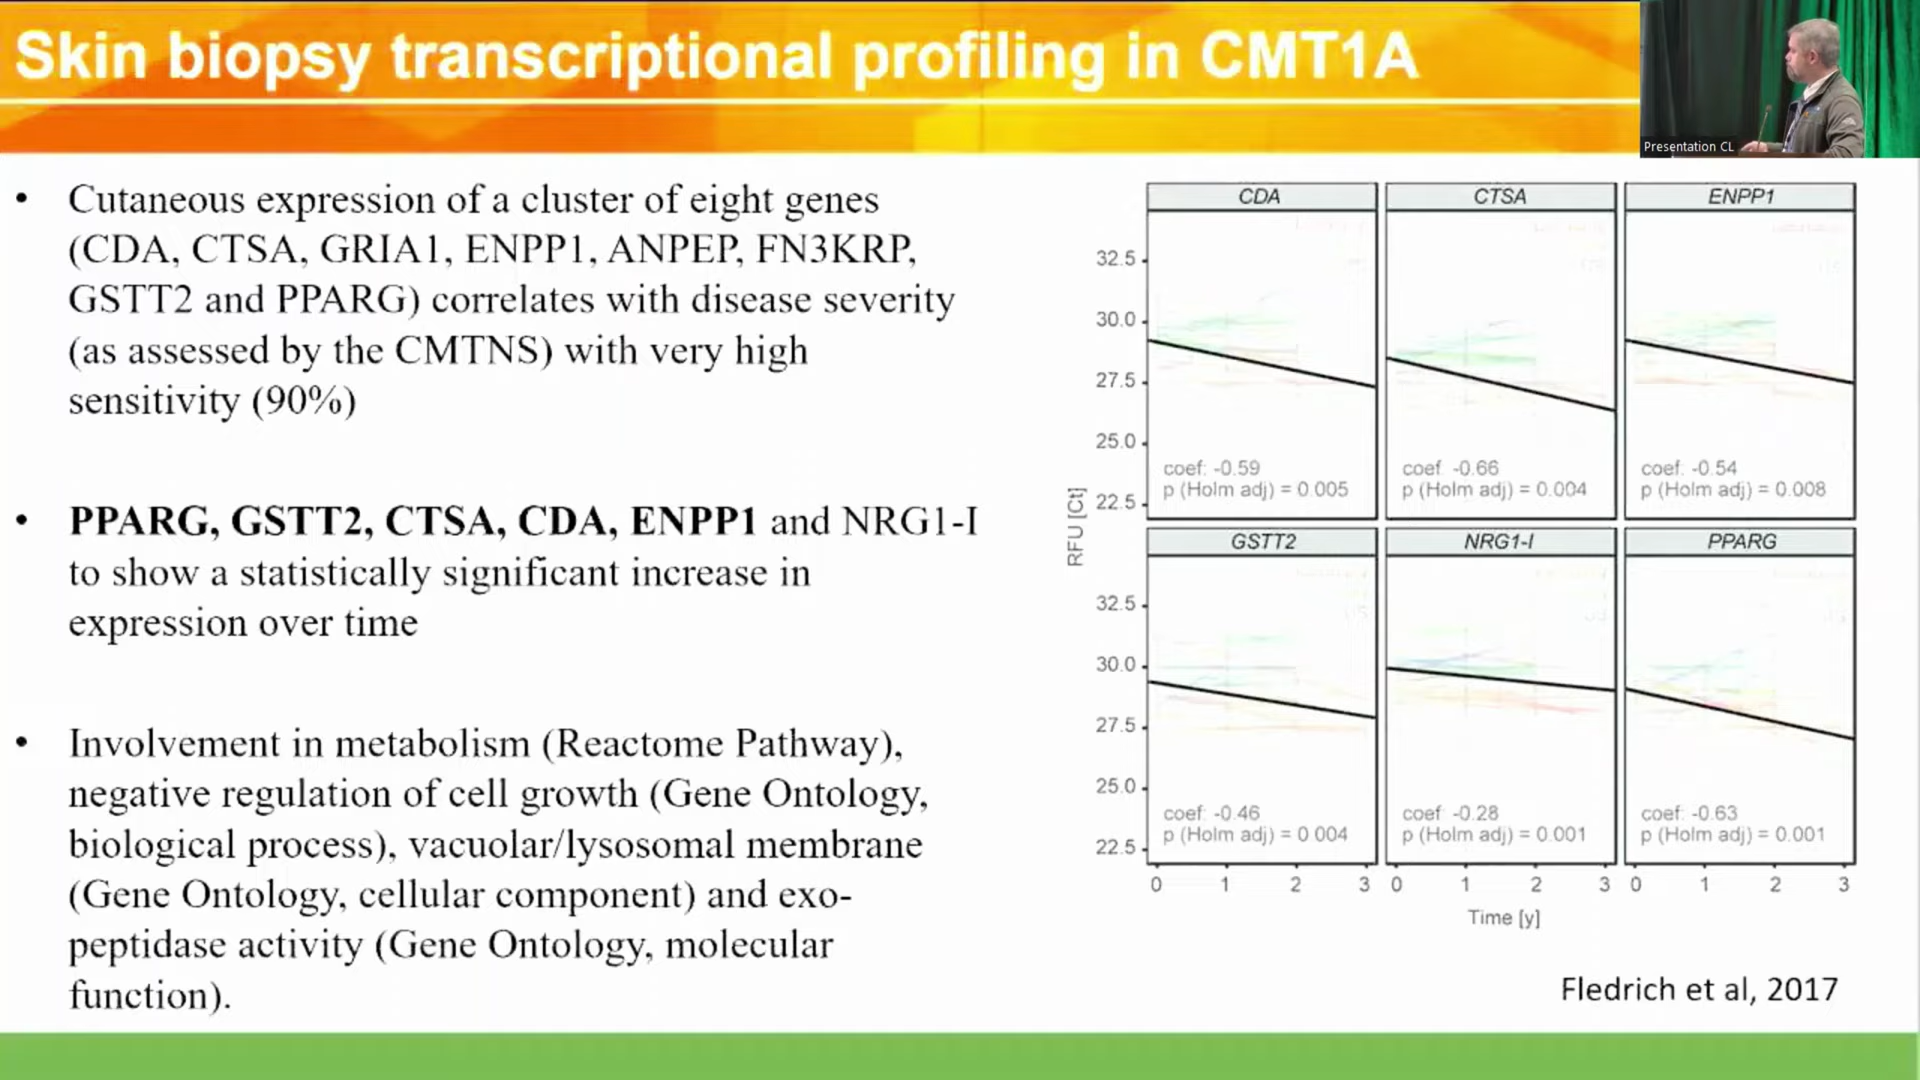 Skin biopsy transcriptional profiling in CMT1A
Presentation CL
• Cutaneous expression of a cluster of eight genes
(CDA, CTSA, GRIA1, ENPP1, ANPEP, FN3KRP,
GSTT2 and PPARG) correlates with disease severity
(as assessed by the CMTNS) with very high
sensitivity (90%)
• PPARG, GSTT2, CTSA, CDA, ENPP1 and NRG1-I
to show a statistically significant increase in
expression over time
• Involvement in metabolism (Reactome Pathway),
negative regulation of cell growth (Gene Ontology,
biological process), vacuolar/lysosomal membrane
(Gene Ontology, cellular component) and exo-
peptidase activity (Gene Ontology, molecular
function).
RFU [Ct]
CDA CTSA ENPP1
32.5
30.0
27.5
25.0
22.5
coef: -0.59
p (Holm adj) = 0.005
coef. -0.66
p (Holm adj) = 0.004
coef: -0.54
p (Holm adj) = 0.008
GSTT2 NRG1-I PPARG
32.5
30.0
27.5
25.0
22.5
coef: -0.46
p (Holm adj) = 0 004
coef -0.28
p (Holm adj) = 0.001
coef: -0.63
p (Holm adj) = 0.001
0 1 2 3 0 1 2 3 0 1 2 3
Time [y]
Fledrich et al, 2017